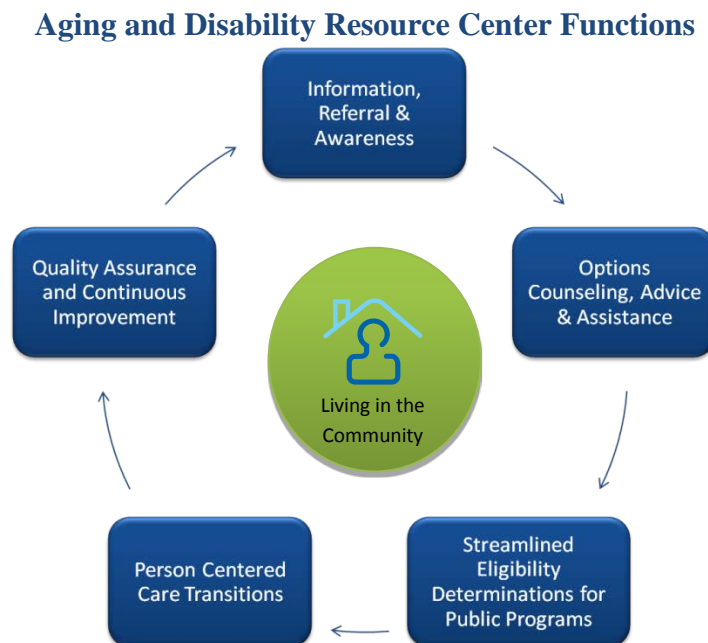 Aging and Disability Resource Center Functions
Information,
Referral &
Awareness
Quality Assurance
and Continuous
Improvement
Options
Counseling, Advice
& Assistance
Living in the
Community
Person Centered
Care Transitions
Streamlined
Eligibility
Determinations for
Public Programs